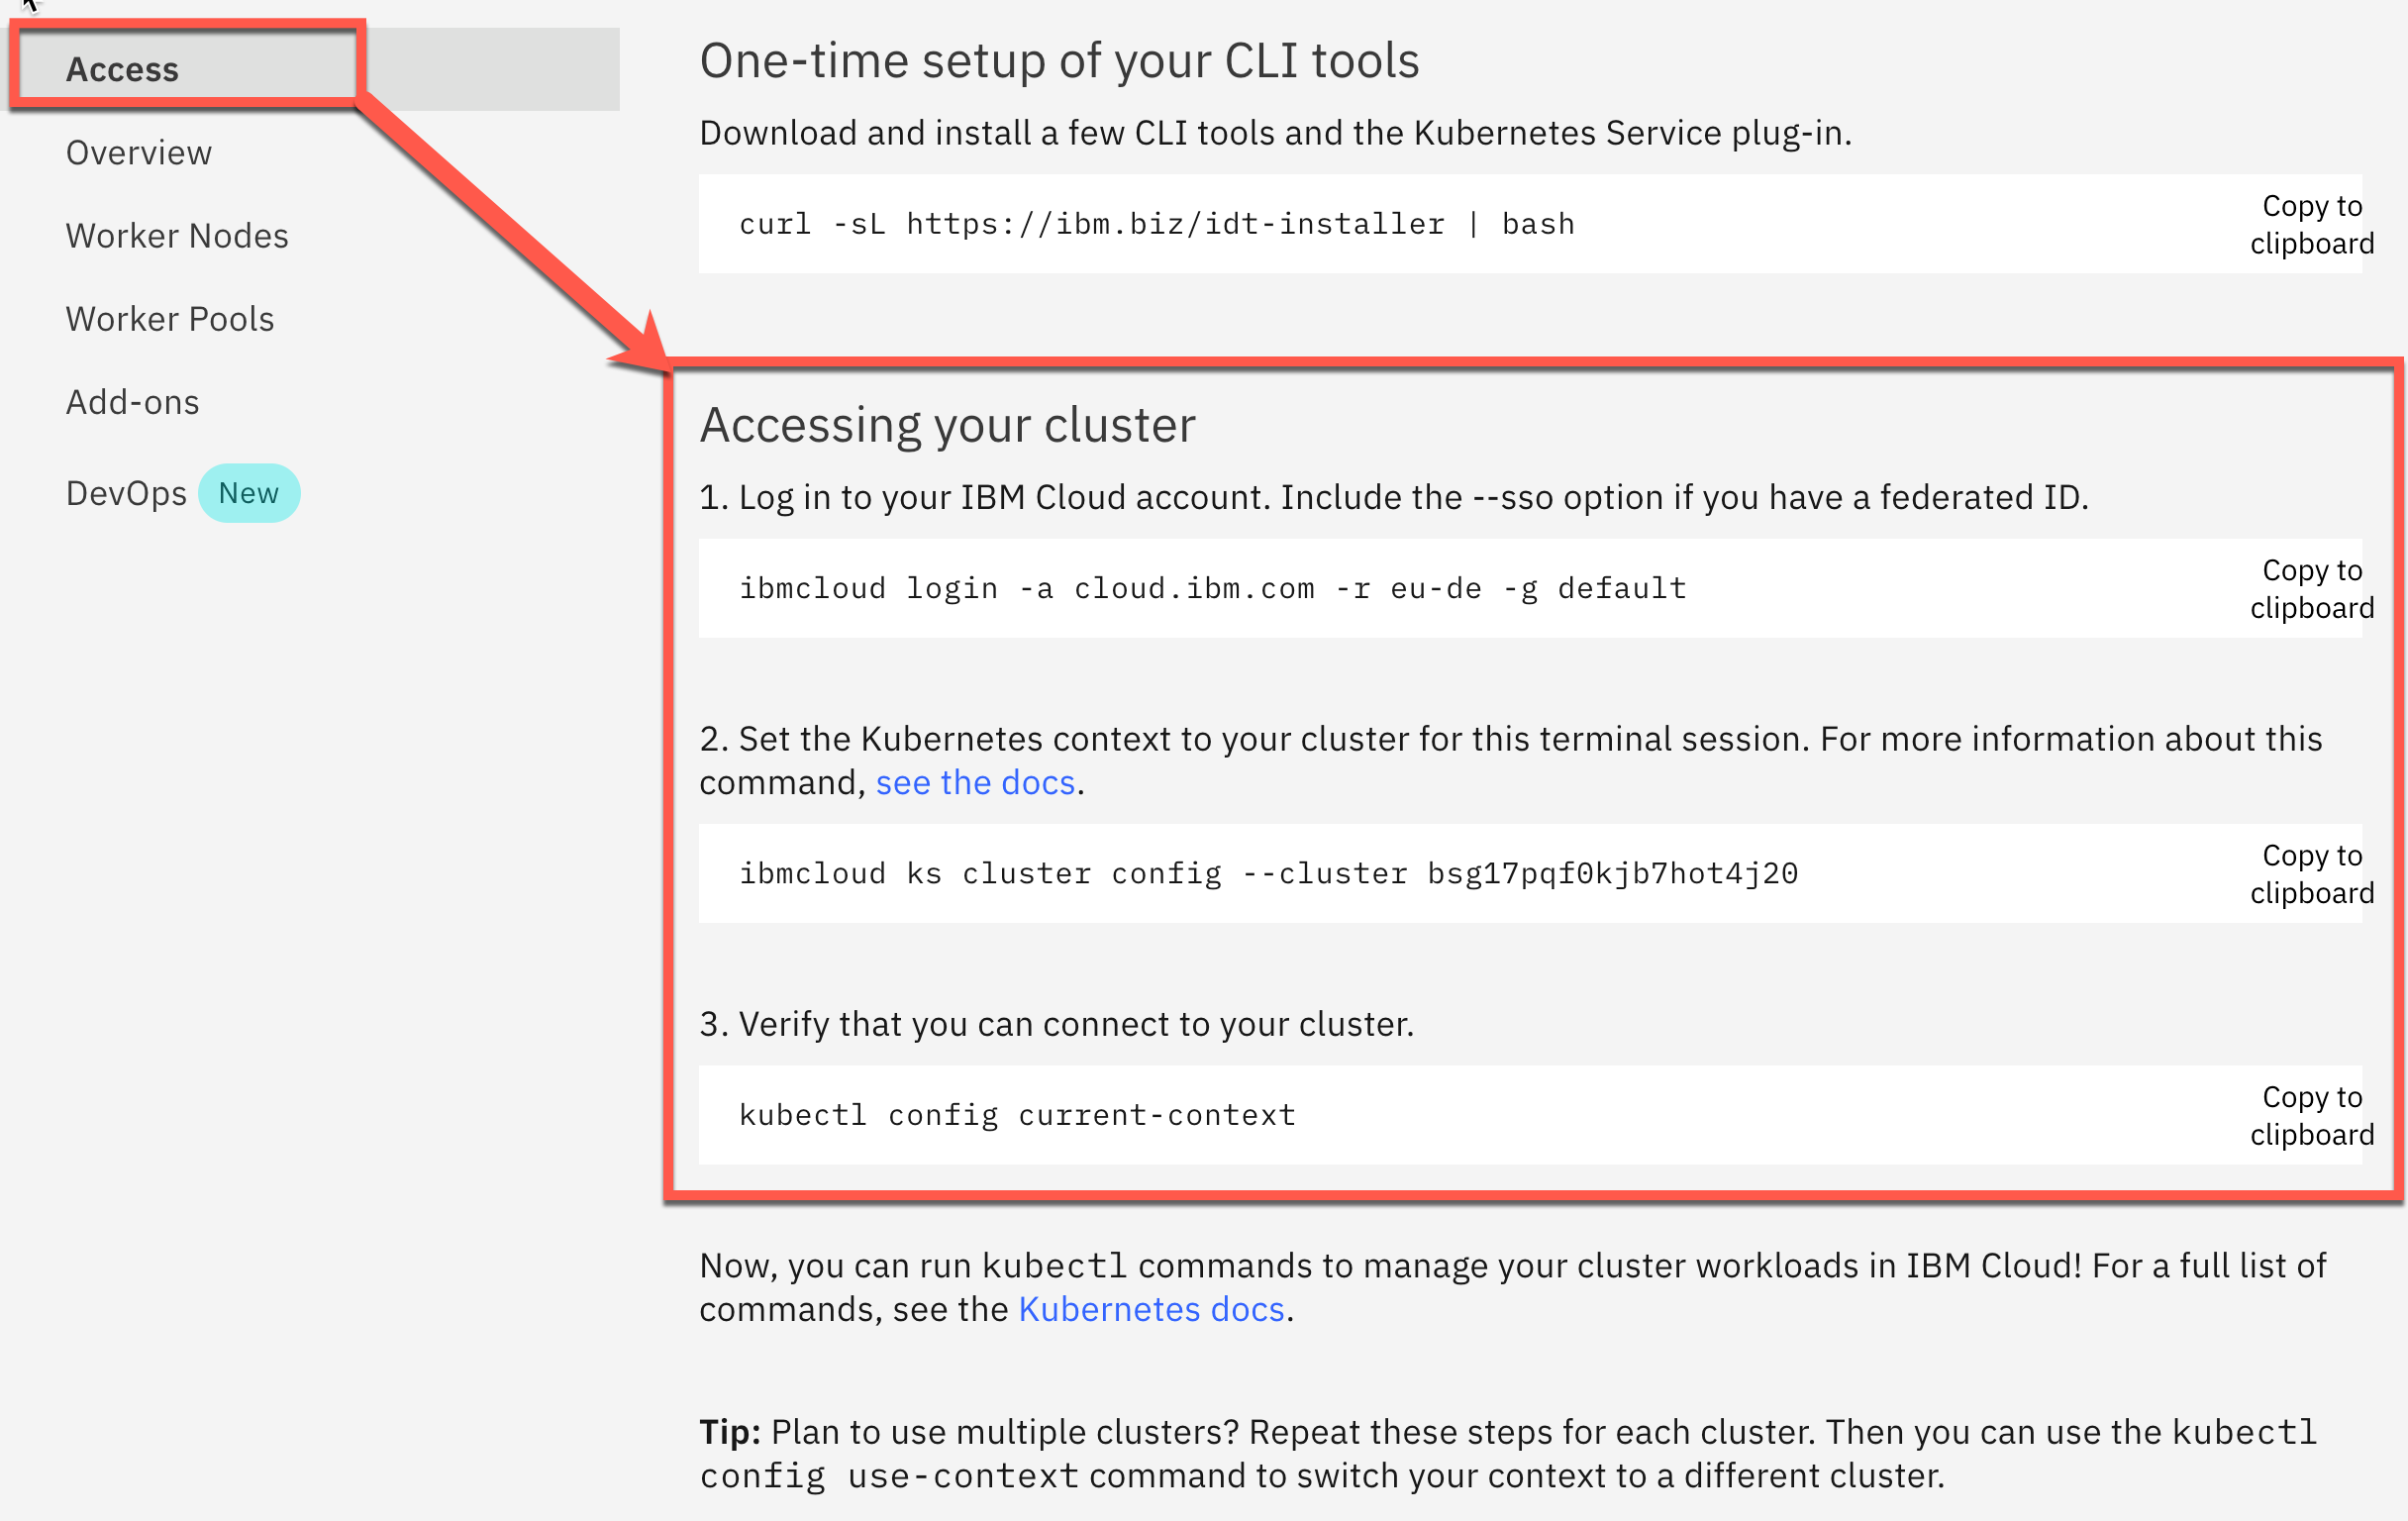 Access
Overview
Worker Nodes
Worker Pools
Add-ons
DevOps New
One-time setup of your CLI tools
Download and install a few CLI tools and the Kubernetes Service plug-in.
curl -sL https://ibm.biz/idt-installer | bash
Copy to
clipboard
Accessing your cluster
1. Log in to your IBM Cloud account. Include the --sso option if you have a federated ID.
ibmcloud login -a cloud.ibm.com -r eu-de -g default
Copy to
clipboard
2. Set the Kubernetes context to your cluster for this terminal session. For more information about this
command, see the docs.
ibmcloud ks cluster config --cluster bsg17pqf0kjb7hot4j20
Copy to
clipboard
3. Verify that you can connect to your cluster.
kubectl config current-context
Copy to
clipboard
Now, you can run kubectl commands to manage your cluster workloads in IBM Cloud! For a full list of
commands, see the Kubernetes docs.
Tip: Plan to use multiple clusters? Repeat these steps for each cluster. Then you can use the kubectl
config use-context command to switch your context to a different cluster.